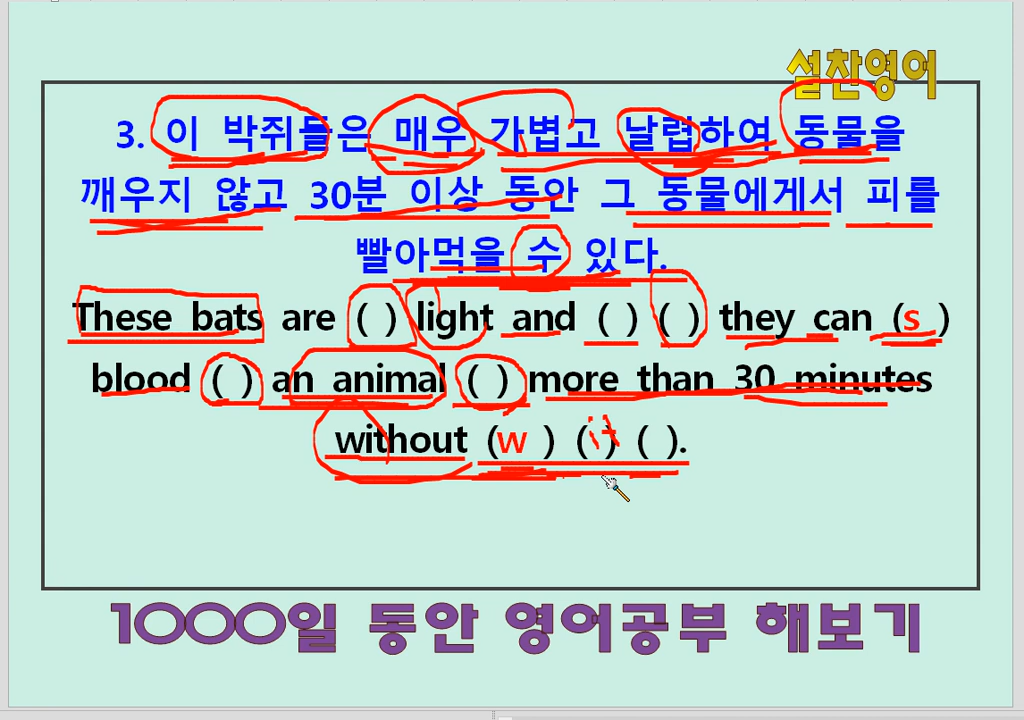 설찬영어
3. 이 박쥐들은 매우 가볍고 날렵하여 동물을
깨우지 않고 30분 이상 동안 그 동물에게서 피를
빨아먹을 수 있다.
These bats are ( ) light and ( ) ( ) they can (s )
blood ( ) an animal ( ) more than 30 minutes
without (w ) ( ) ( ).
1000일 동안 영어공부 해보기